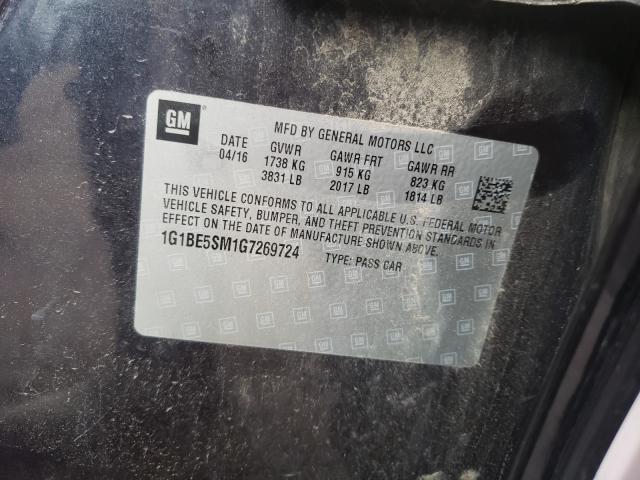 GM
MFD BY GENERAL MOTORS LLC
DATE GVWR GAWR FRT GAWR RR
04/16 1738 KG 915 KG 823 KG
3831 LB 2017 LB 1814 LB
THIS VEHICLE CONFORMS TO ALL APPLICABLE U.S. FEDERAL MOTOR
VEHICLE SAFETY, BUMPER, AND THEFT PREVENTION STANDARDS IN
EFFECT ON THE DATE OF MANUFACTURE SHOWN ABOVE.
1G1BE5SM1G7269724 TYPE: PASS CAR